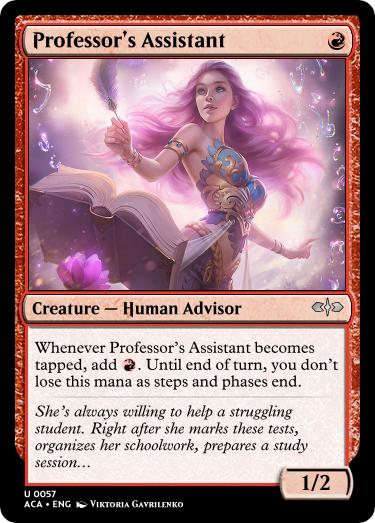 Professor's Assistant
Creature — Human Advisor
Whenever Professor's Assistant becomes
tapped, add . Until end of turn, you don't
lose this mana as steps and phases end.
She's always willing to help a struggling
student. Right after she marks these tests,
organizes her schoolwork, prepares a study
session…
1/2
U 0057
ACA • ENG Viktoria Gavrilenko